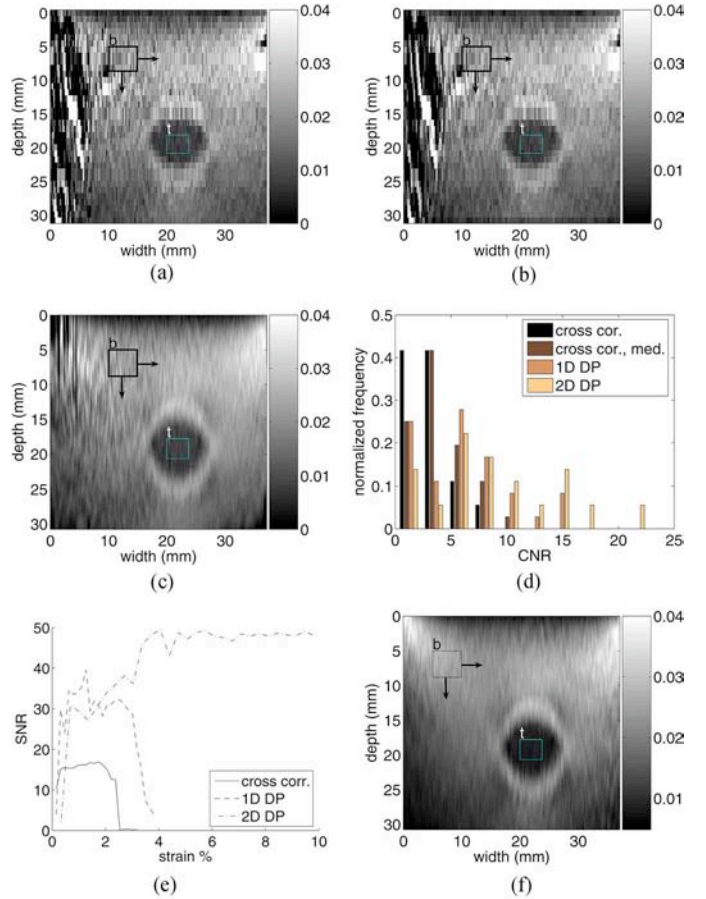 0
5
10
15
20
25
30
depth (mm)
b
t
0 10 20 30
width (mm)
0.04
0.03
0.02
0.01
0
(a)
0
5
10
15
20
25
30
depth (mm)
b
t
0 10 20 30
width (mm)
0.04
0.03
0.02
0.01
0
(b)
0
5
10
15
20
25
30
depth (mm)
b
t
0 10 20 30
width (mm)
0.04
0.03
0.02
0.01
0
(c)
0.5
0.4
0.3
0.2
0.1
0
normalized frequency
cross cor.
cross cor., med.
1D DP
2D DP
0 5 10 15 20 25
CNR
(d)
50
40
30
20
10
0
SNR
cross corr.
1D DP
2D DP
0 2 4 6 8 10
strain %
(e)
0
5
10
15
20
25
30
depth (mm)
b
t
0 10 20 30
width (mm)
0.04
0.03
0.02
0.01
(f)